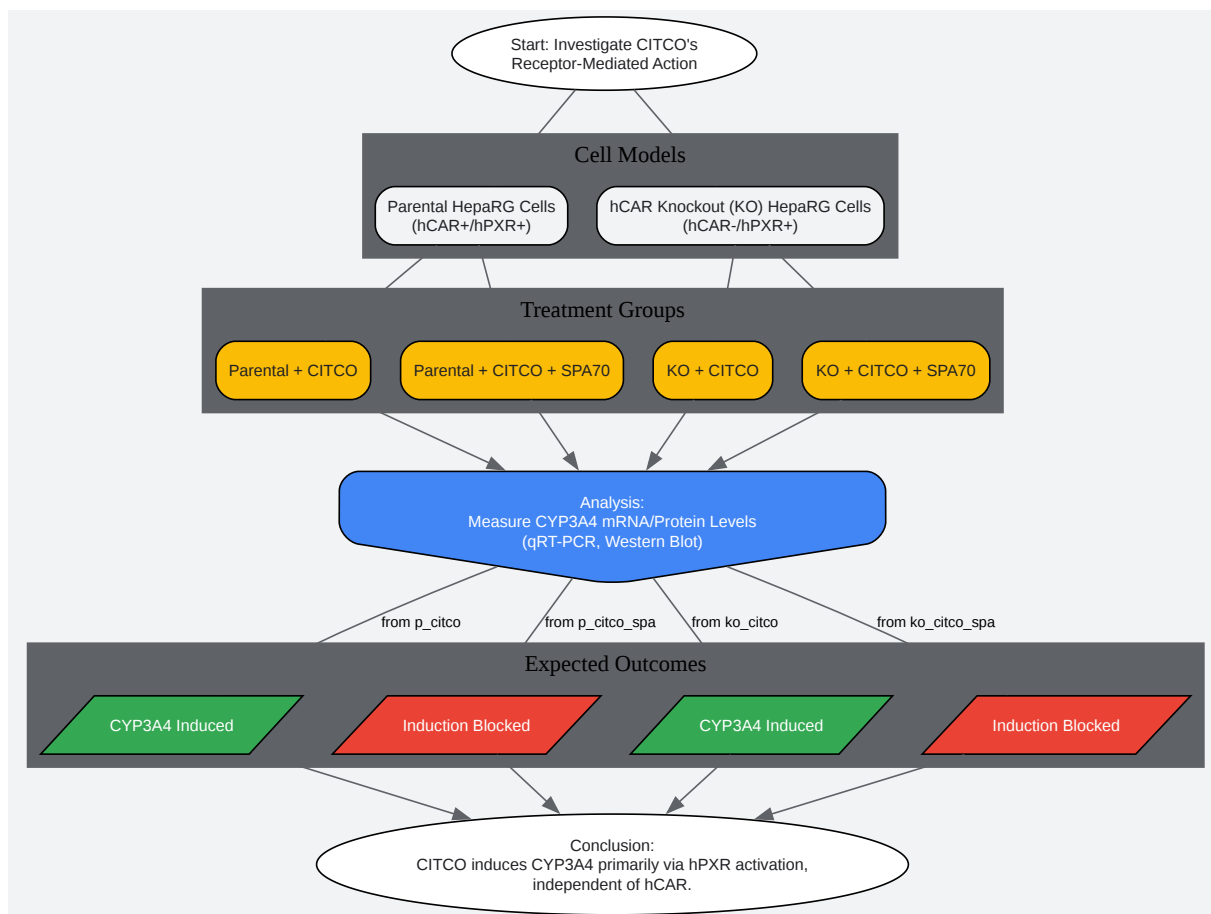 Start: Investigate CITCO's
Receptor-Mediated Action
Cell Models
Parental HepaRG Cells
(hCAR+/hPXR+)
hCAR Knockout (KO) HepaRG Cells
(hCAR-/hPXR+)
Treatment Groups
Parental + CITCO
Parental + CITCO + SPA70
KO + CITCO
KO + CITCO + SPA70
Analysis:
Measure CYP3A4 mRNA/Protein Levels
(qRT-PCR, Western Blot)
from p_citco
from p_citco_spa
from ko_citco
from ko_citco_spa
Expected Outcomes
CYP3A4 Induced
Induction Blocked
CYP3A4 Induced
Induction Blocked
Conclusion:
CITCO induces CYP3A4 primarily via hPXR activation,
independent of hCAR.